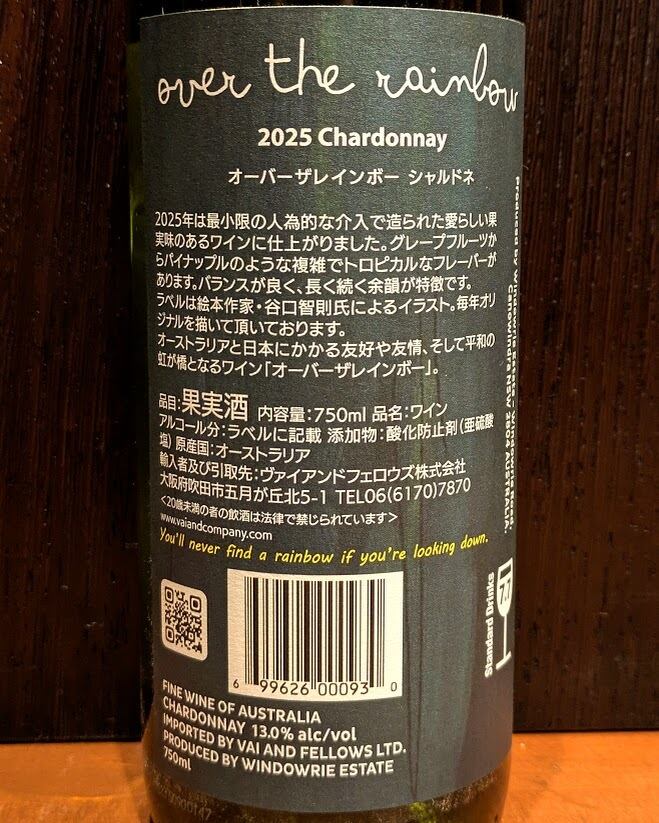 over the rainbow
2025 Chardonnay
オーバーザレインボー シャルドネ
2025年は最小限の人為的な介入で造られた愛らしい果
実味のあるワインに仕上がりました。グレープフルーツか
らパイナップルのような複雑でトロピカルなフレーバーが
あります。バランスが良く、長く続く余韻が特徴です。
ラベルは絵本作家・谷口智則氏によるイラスト。毎年オリ
ジナルを描いて頂いております。
オーストラリアと日本にかかる友好や友情、そして平和の
虹が橋となるワイン「オーバーザレインボー」。
品目:果実酒 内容量:750ml 品名:ワイン
アルコール分:ラベルに記載 添加物:酸化防止剤(亜硫酸
塩) 原産国:オーストラリア
輸入者及び引取先:ヴァイアンドフェロウズ株式会社
大阪府吹田市五月が丘北5-1 TEL06(6170)7870
<20歳未満の者の飲酒は法律で禁じられています>
www.vaiandcompany.com
You'll never find a rainbow if you're looking down.
6 99626 00093 0
FINE WINE OF AUSTRALIA
CHARDONNAY 13.0% alc/vol
IMPORTED BY VAI AND FELLOWS LTD.
PRODUCED BY WINDOWRIE ESTATE
750ml
Produced by Windowrie Estate - Windowrie Road,
Canowindra NSW 2804 AUSTRALIA.
Standard Drinks